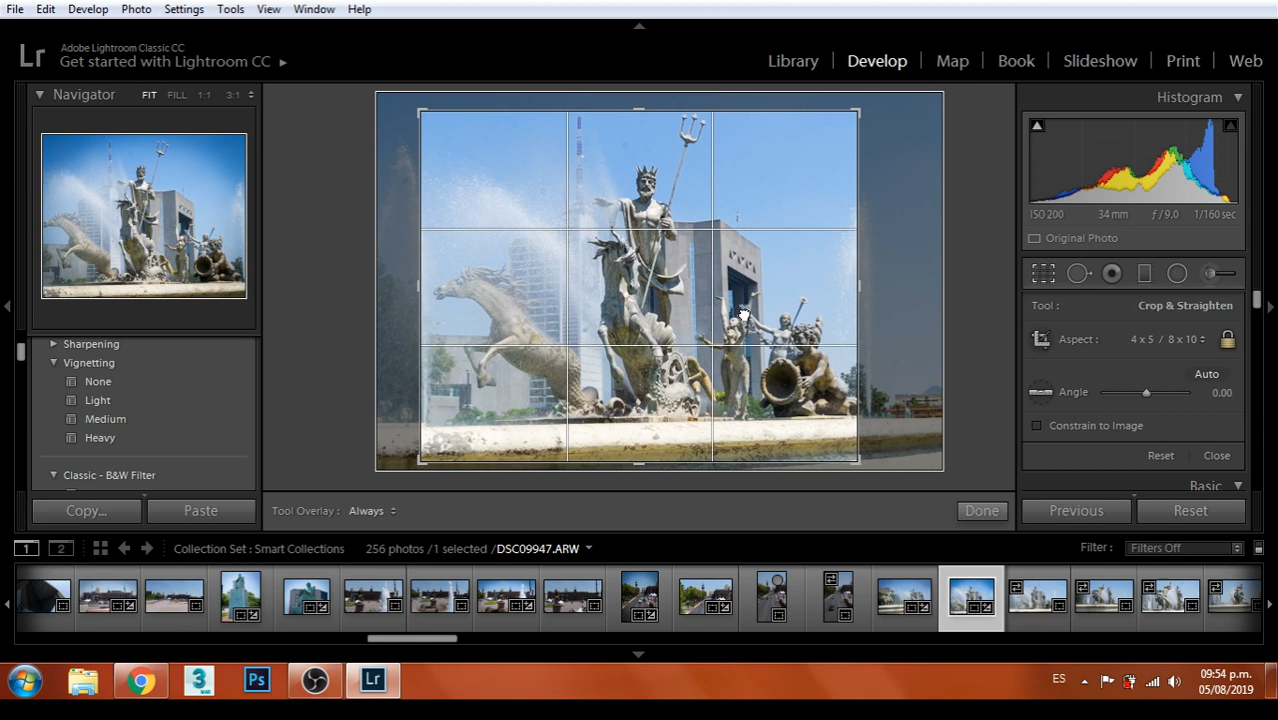 File Edit Develop Photo Settings Tools View Window Help
Lr
Adobe Lightroom Classic CC
Get started with Lightroom CC
Library Develop Map Book Slideshow Print Web
Navigator FIT FILL 1:1 3:1
Histogram
ISO 200 34 mm ƒ / 9.0 1/160 sec
Original Photo
Tool : Crop & Straighten
Aspect : 4 x 5 / 8 x 10
Auto
Angle 0.00
Constrain to Image
Reset Close
Basic
Sharpening
Vignetting
None
Light
Medium
Heavy
Classic - B&W Filter
Copy... Paste
Tool Overlay : Always
Done
Previous Reset
1 2 Collection Set : Smart Collections 256 photos /1 selected /DSC09947.ARW
Filter : Filters Off
3
Ps
Lr
ES
09:54 p.m.
05/08/2019